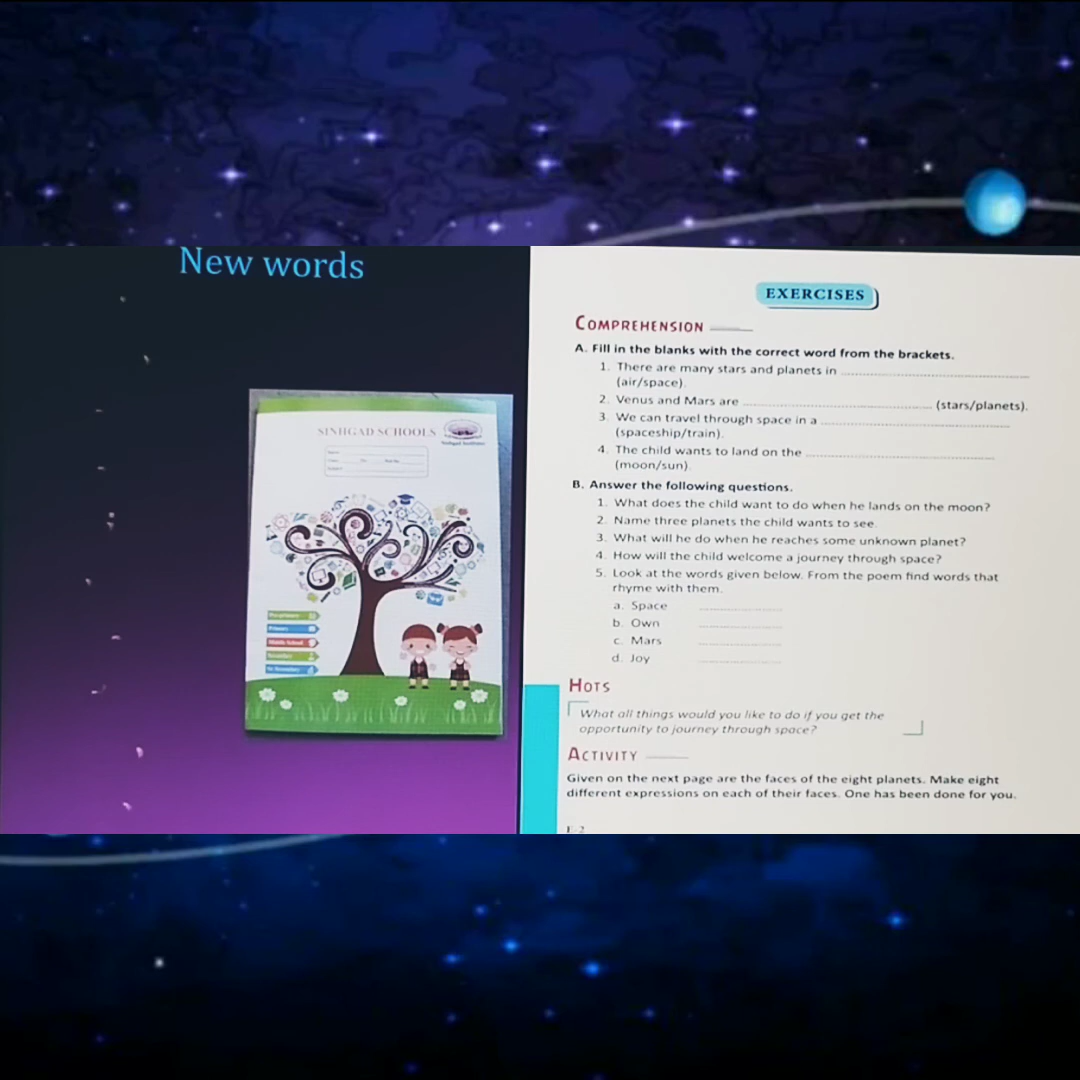 New words
SINHGAD SCHOOLS
Sinhgad Institutes
Name
Primary
Middle School
Secondary
EXERCISES
COMPREHENSION
A. Fill in the blanks with the correct word from the brackets.
1. There are many stars and planets in ........................................
(air/space).
2. Venus and Mars are ........................................ (stars/planets).
3. We can travel through space in a ........................................
(spaceship/train).
4. The child wants to land on the ........................................
(moon/sun).
B. Answer the following questions.
1. What does the child want to do when he lands on the moon?
2. Name three planets the child wants to see.
3. What will he do when he reaches some unknown planet?
4. How will the child welcome a journey through space?
5. Look at the words given below. From the poem find words that
rhyme with them.
a. Space ....................
b. Own ....................
c. Mars ....................
d. Joy ....................
HOTS
What all things would you like to do if you get the
opportunity to journey through space?
ACTIVITY
Given on the next page are the faces of the eight planets. Make eight
different expressions on each of their faces. One has been done for you.
E-2